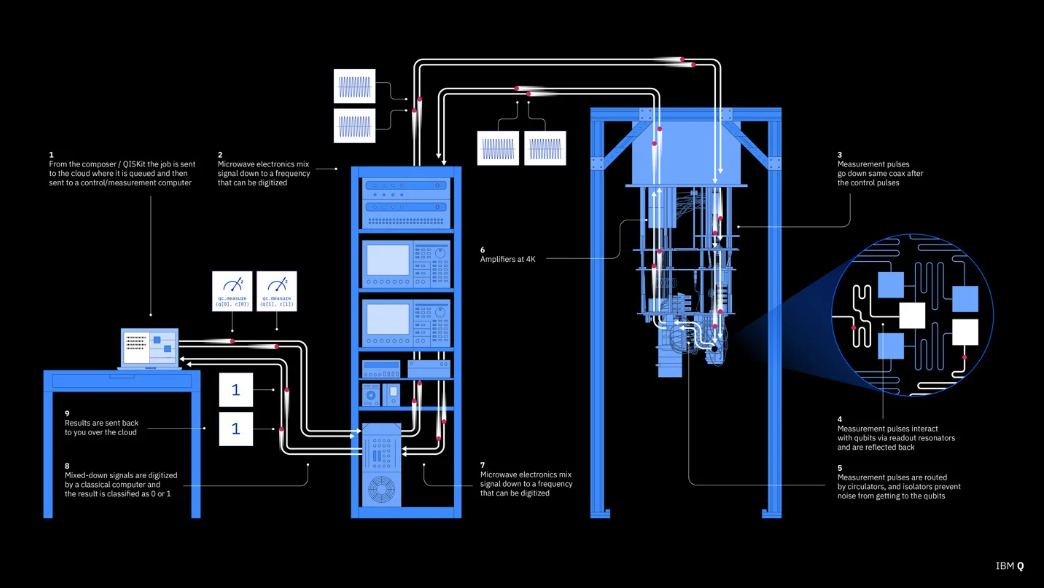 1
From the composer / QISKit the job is sent
to the cloud where it is queued and then
sent to a control/measurement computer
2
Microwave electronics mix
signal down to a frequency
that can be digitized
3
Measurement pulses
go down same coax after
the control pulses
6
Amplifiers at 4K
qc.measure
(q[0], c[0])
qc.measure
(q[1], c[1])
1
1
9
Results are sent back
to you over the cloud
8
Mixed-down signals are digitized
by a classical computer and
the result is classified as 0 or 1
7
Microwave electronics mix
signal down to a frequency
that can be digitized
4
Measurement pulses interact
with qubits via readout resonators
and are reflected back
5
Measurement pulses are routed
by circulators, and isolators prevent
noise from getting to the qubits
IBM Q